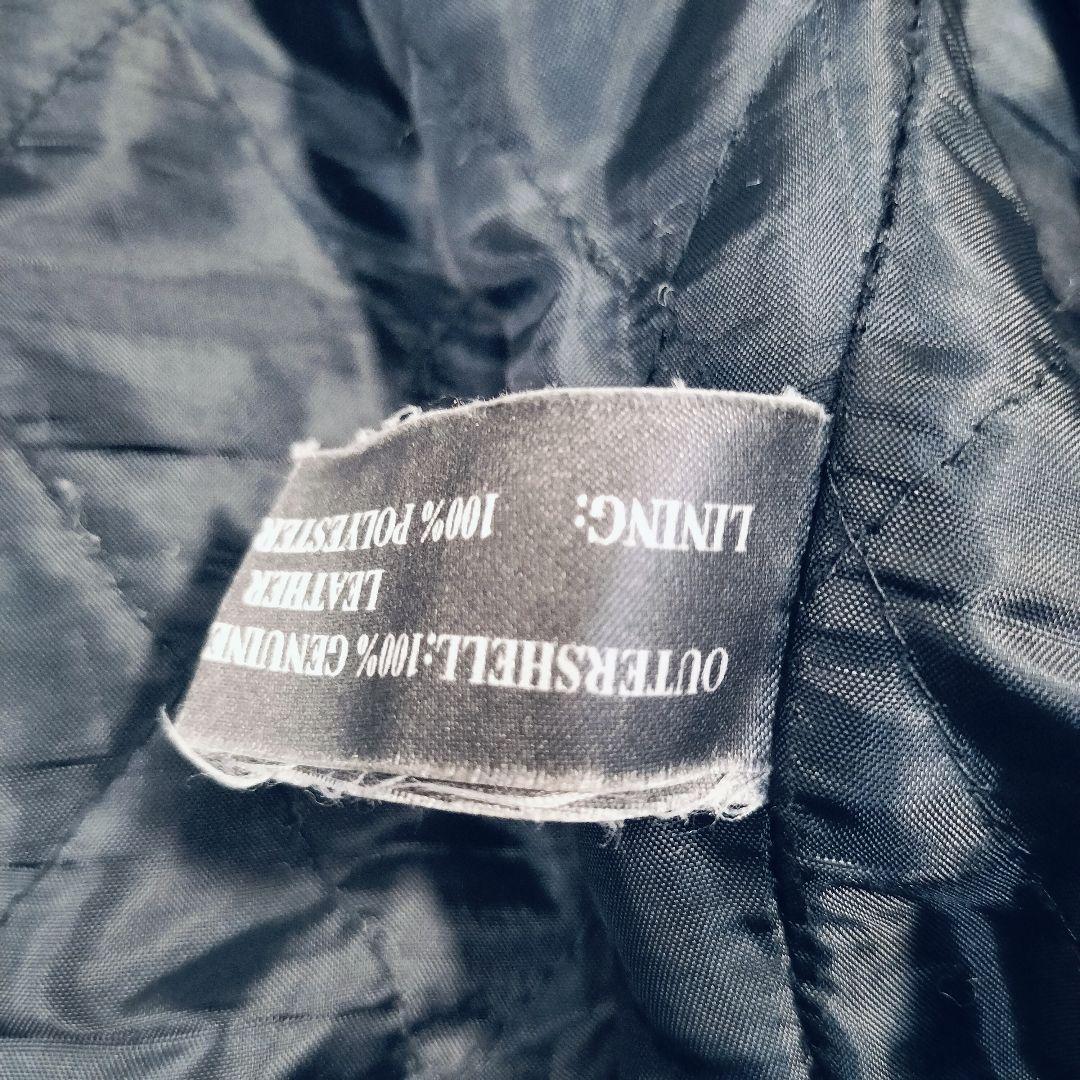 OUTERSHELL:100% GENUINE
LEATHER
LINING: 100% POLYESTER